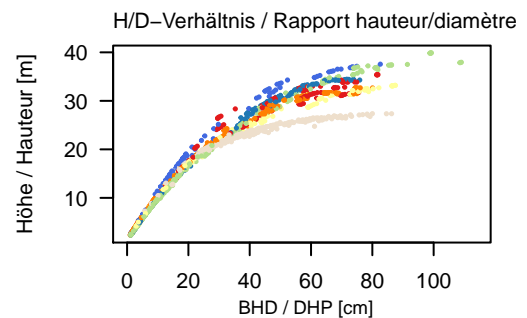 H/D−Verhältnis / Rapport hauteur/diamètre
40
30
20
10
Höhe / Hauteur [m]
0 20 40 60 80 100
BHD / DHP [cm]